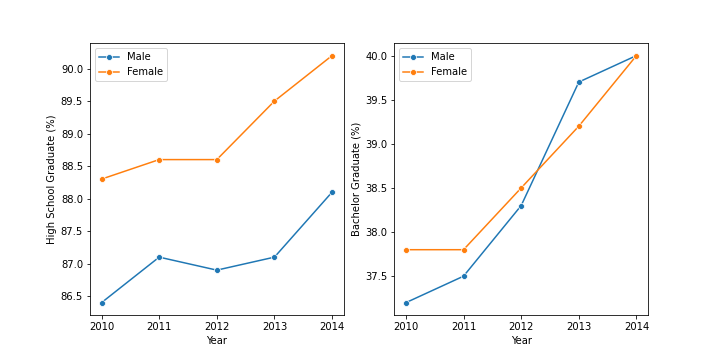 Male
Female
High School Graduate (%)
90.0
89.5
89.0
88.5
88.0
87.5
87.0
86.5
2010 2011 2012 2013 2014
Year
Male
Female
Bachelor Graduate (%)
40.0
39.5
39.0
38.5
38.0
37.5
2010 2011 2012 2013 2014
Year